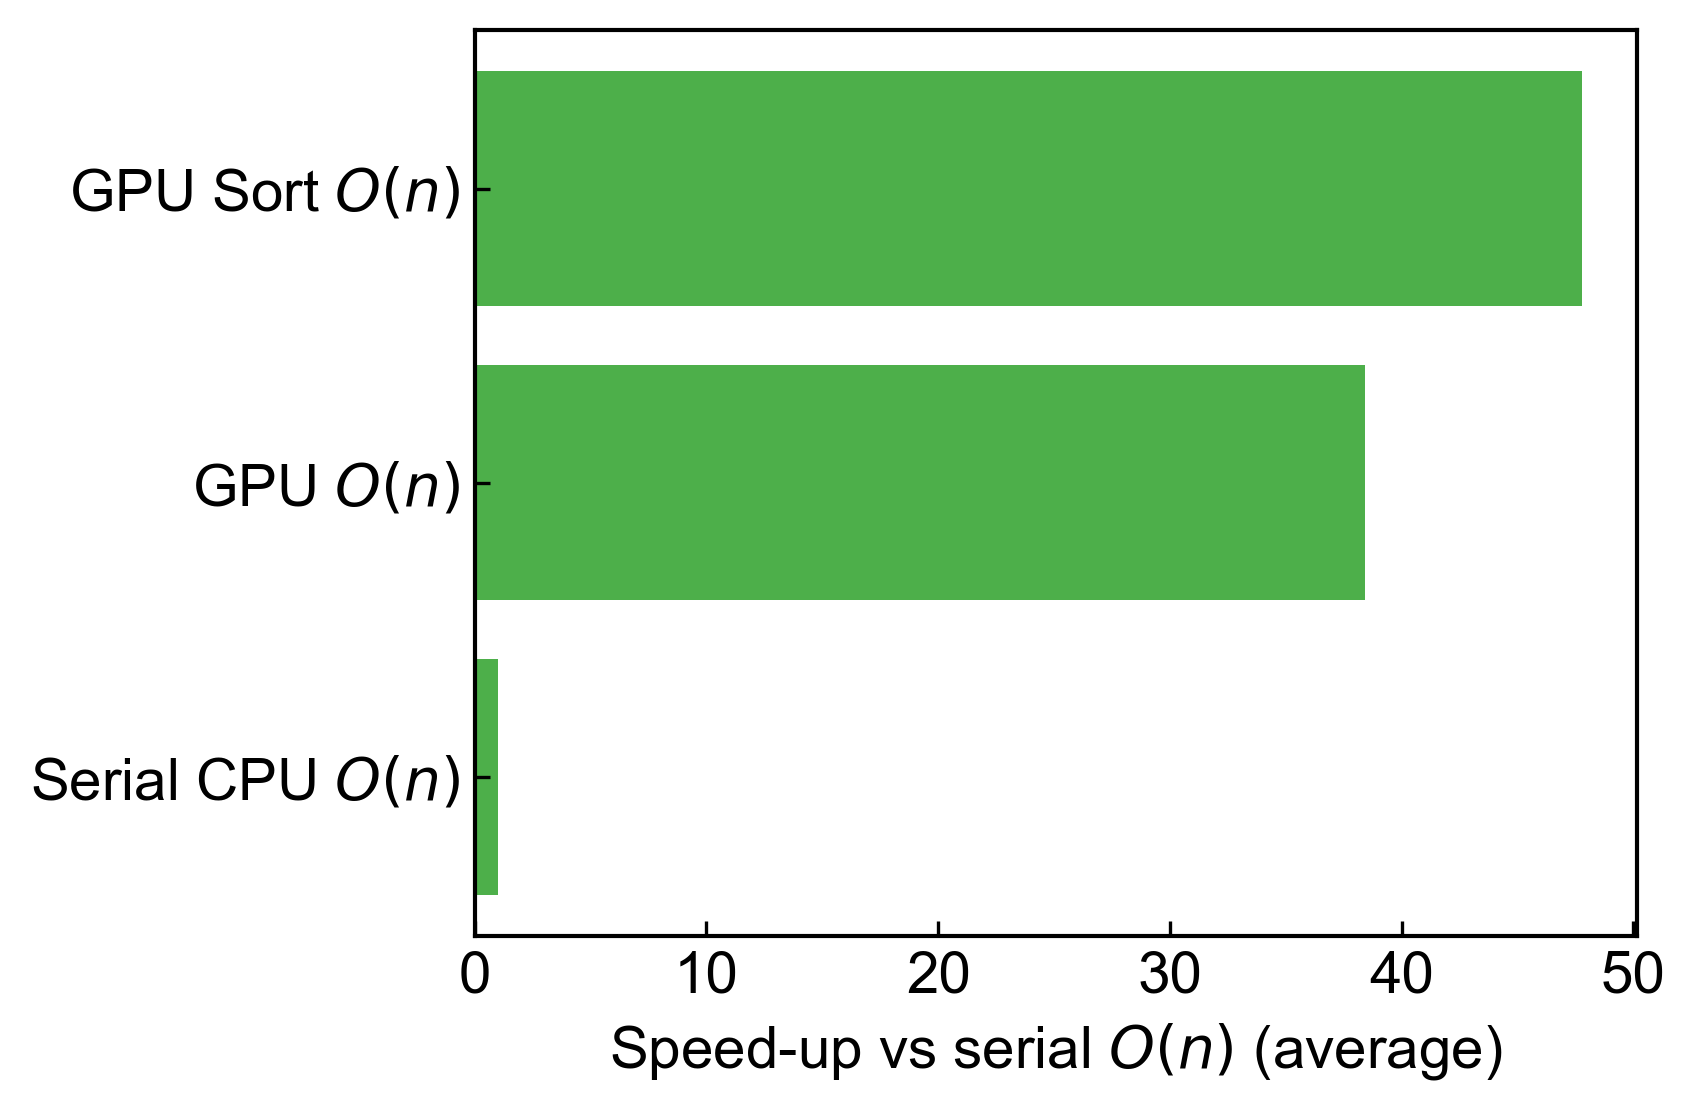 GPU Sort O(n)
GPU O(n)
Serial CPU O(n)
0 10 20 30 40 50
Speed-up vs serial O(n) (average)